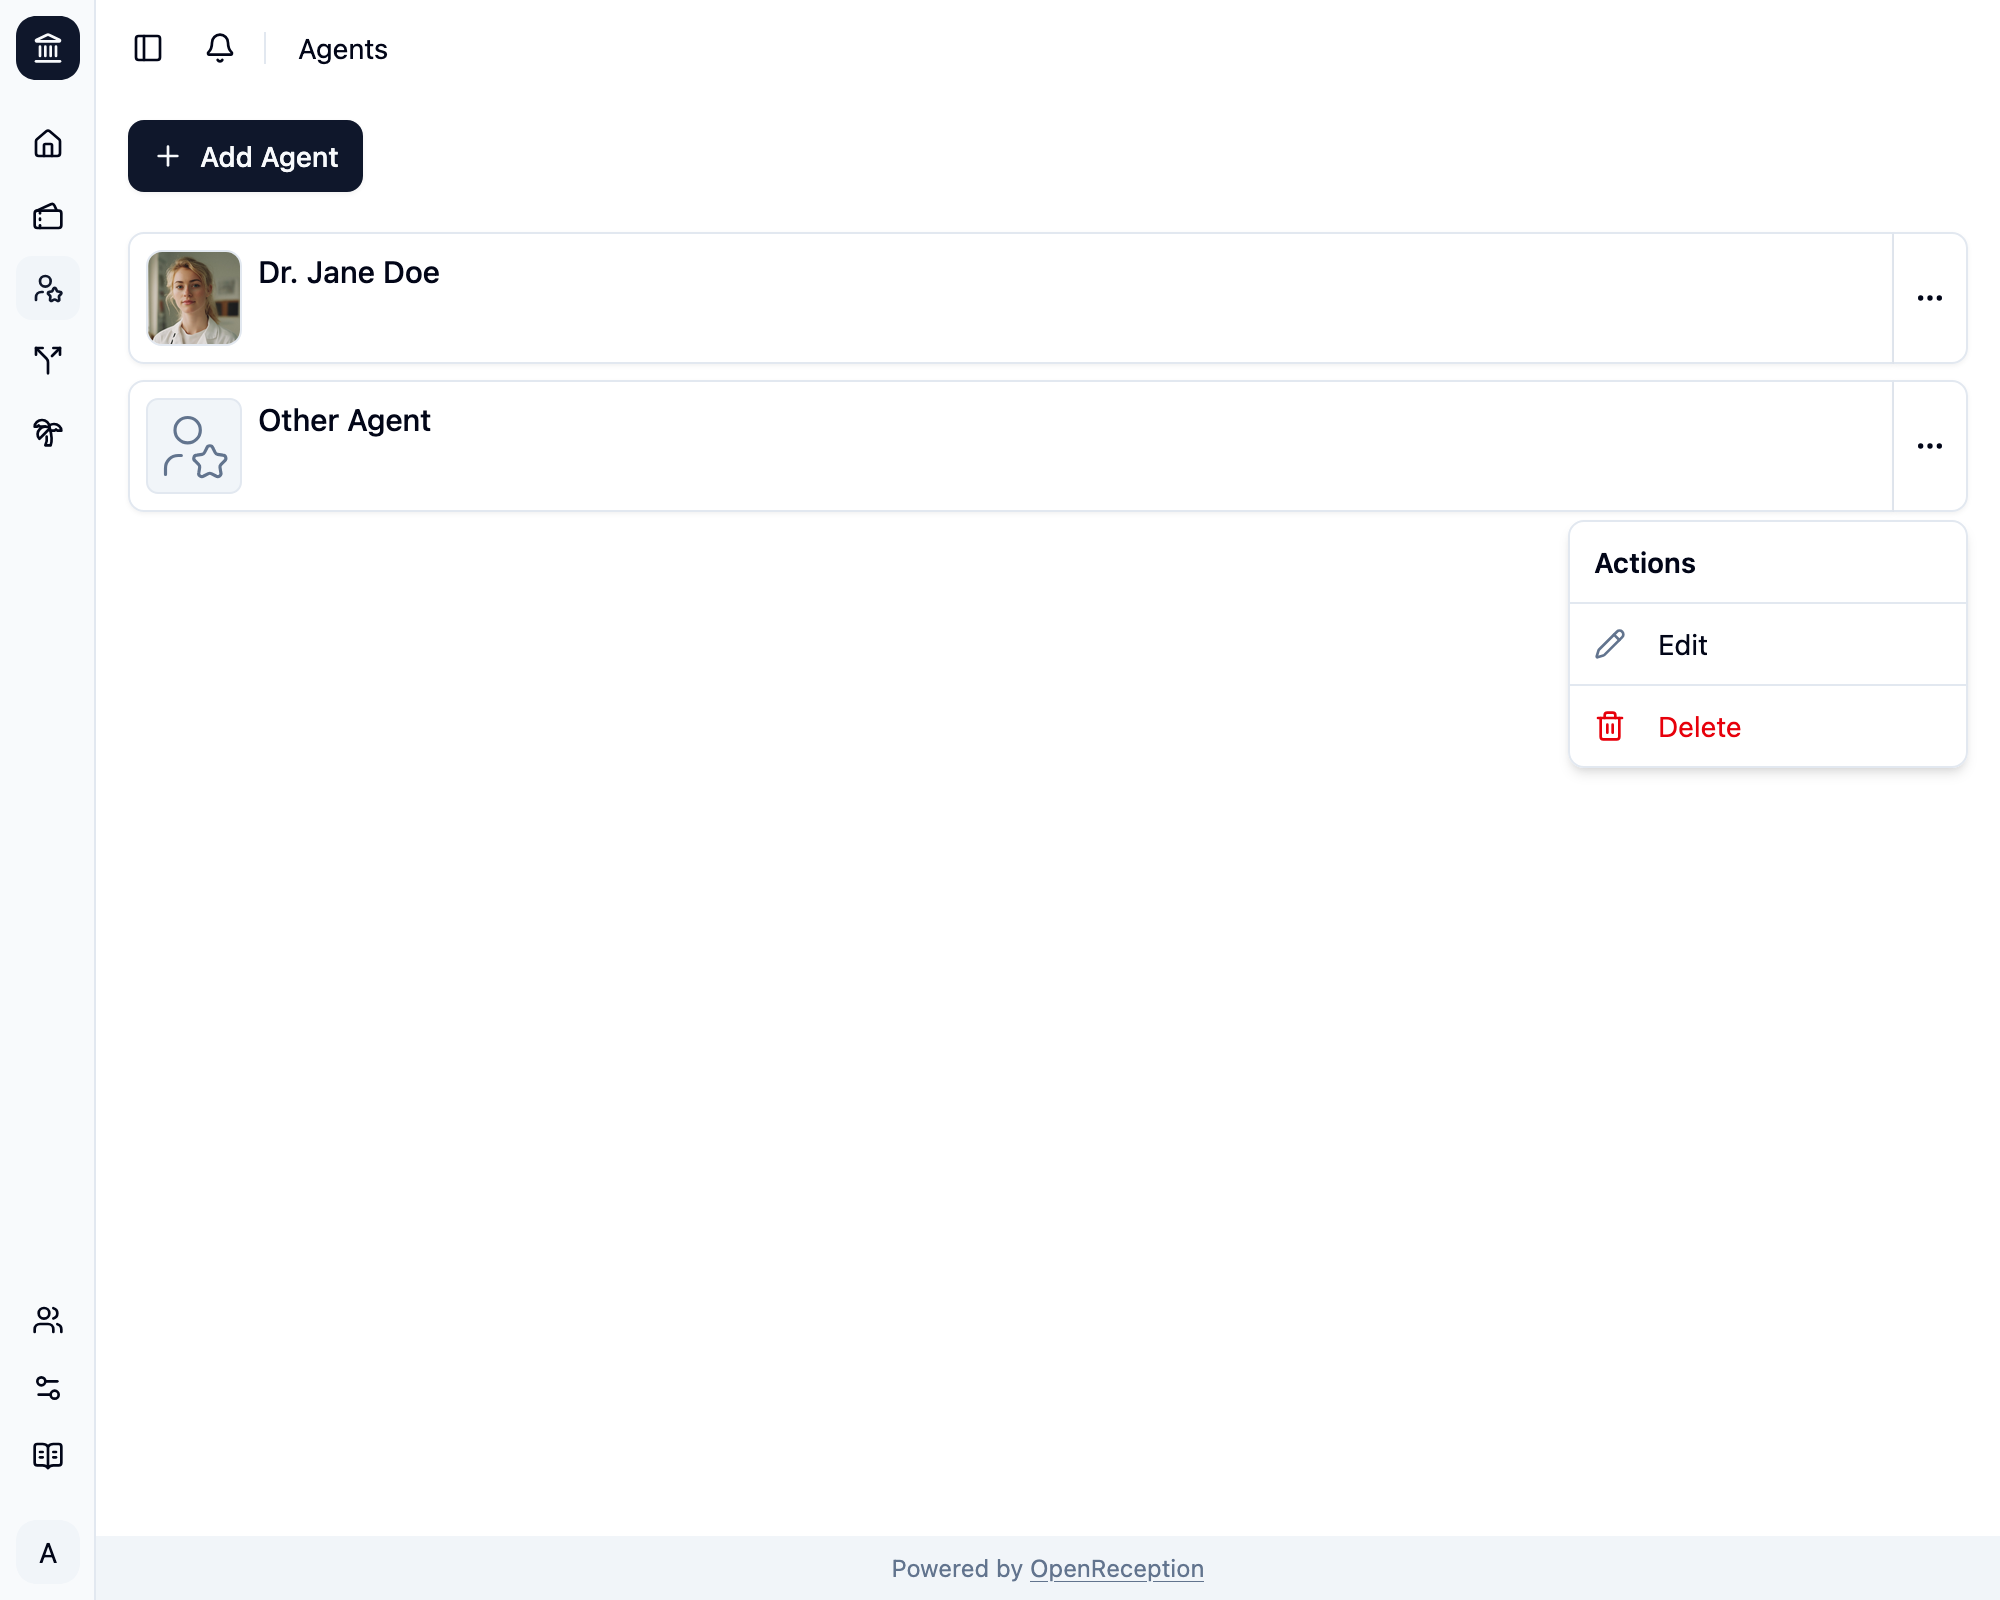 Agents
Add Agent
Dr. Jane Doe
Other Agent
Actions
Edit
Delete
A
Powered by OpenReception